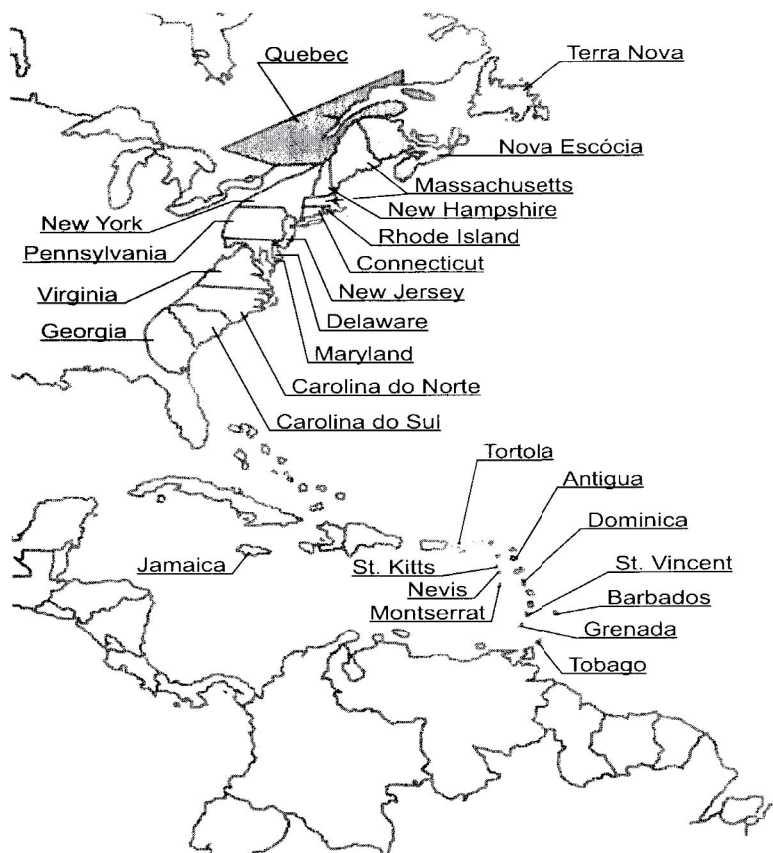 Quebec
Terra Nova
Nova Escócia
Massachusetts
New York
New Hampshire
Rhode Island
Pennsylvania
Connecticut
Virginia
New Jersey
Georgia
Delaware
Maryland
Carolina do Norte
Carolina do Sul
Tortola
Antigua
Dominica
Jamaica
St. Kitts
St. Vincent
Nevis
Barbados
Montserrat
Grenada
Tobago